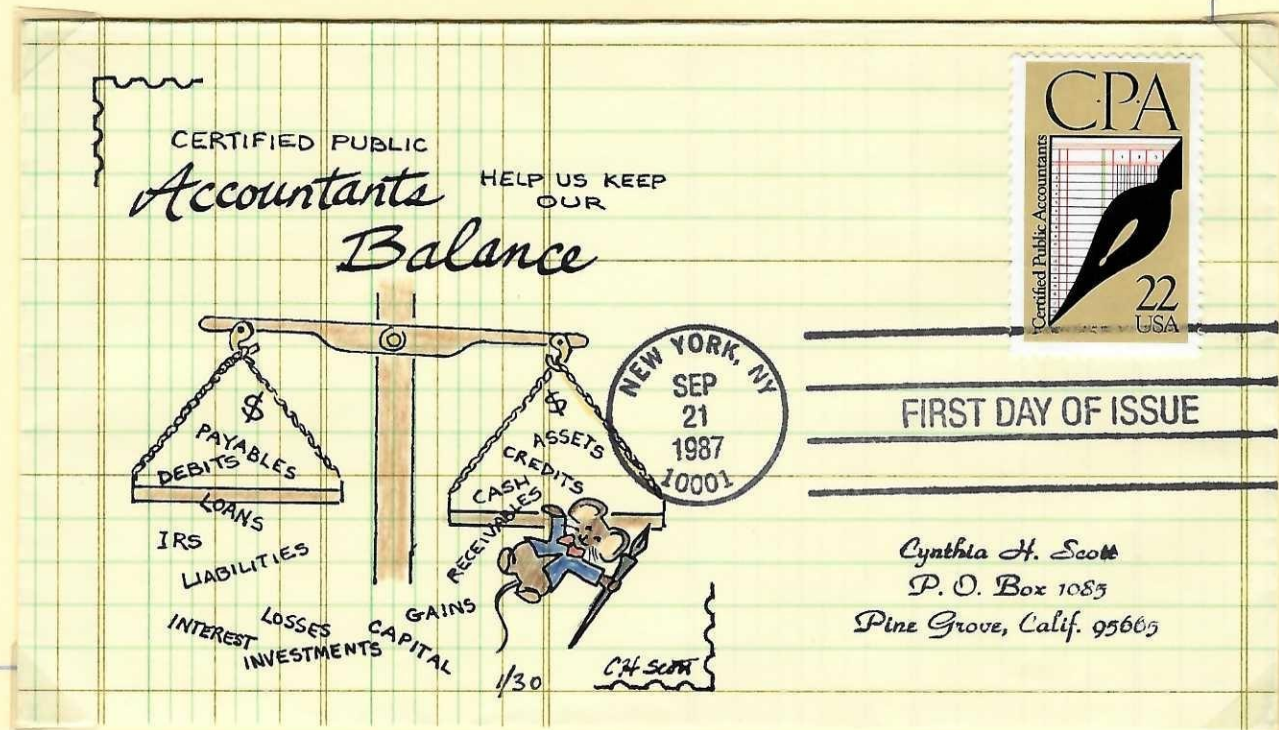 CERTIFIED PUBLIC
Accountants HELP US KEEP
OUR
Balance
$
PAYABLES
DEBITS
LOANS
IRS
LIABILITIES
LOSSES
INTEREST
INVESTMENTS
$
ASSETS
CREDITS
CASH
RECEIVABLES
GAINS
CAPITAL
1/30
CH Scott
C·P·A
Certified Public Accountants
22
USA
NEW YORK, NY
SEP
21
1987
10001
FIRST DAY OF ISSUE
Cynthia H. Scott
P. O. Box 1085
Pine Grove, Calif. 95665